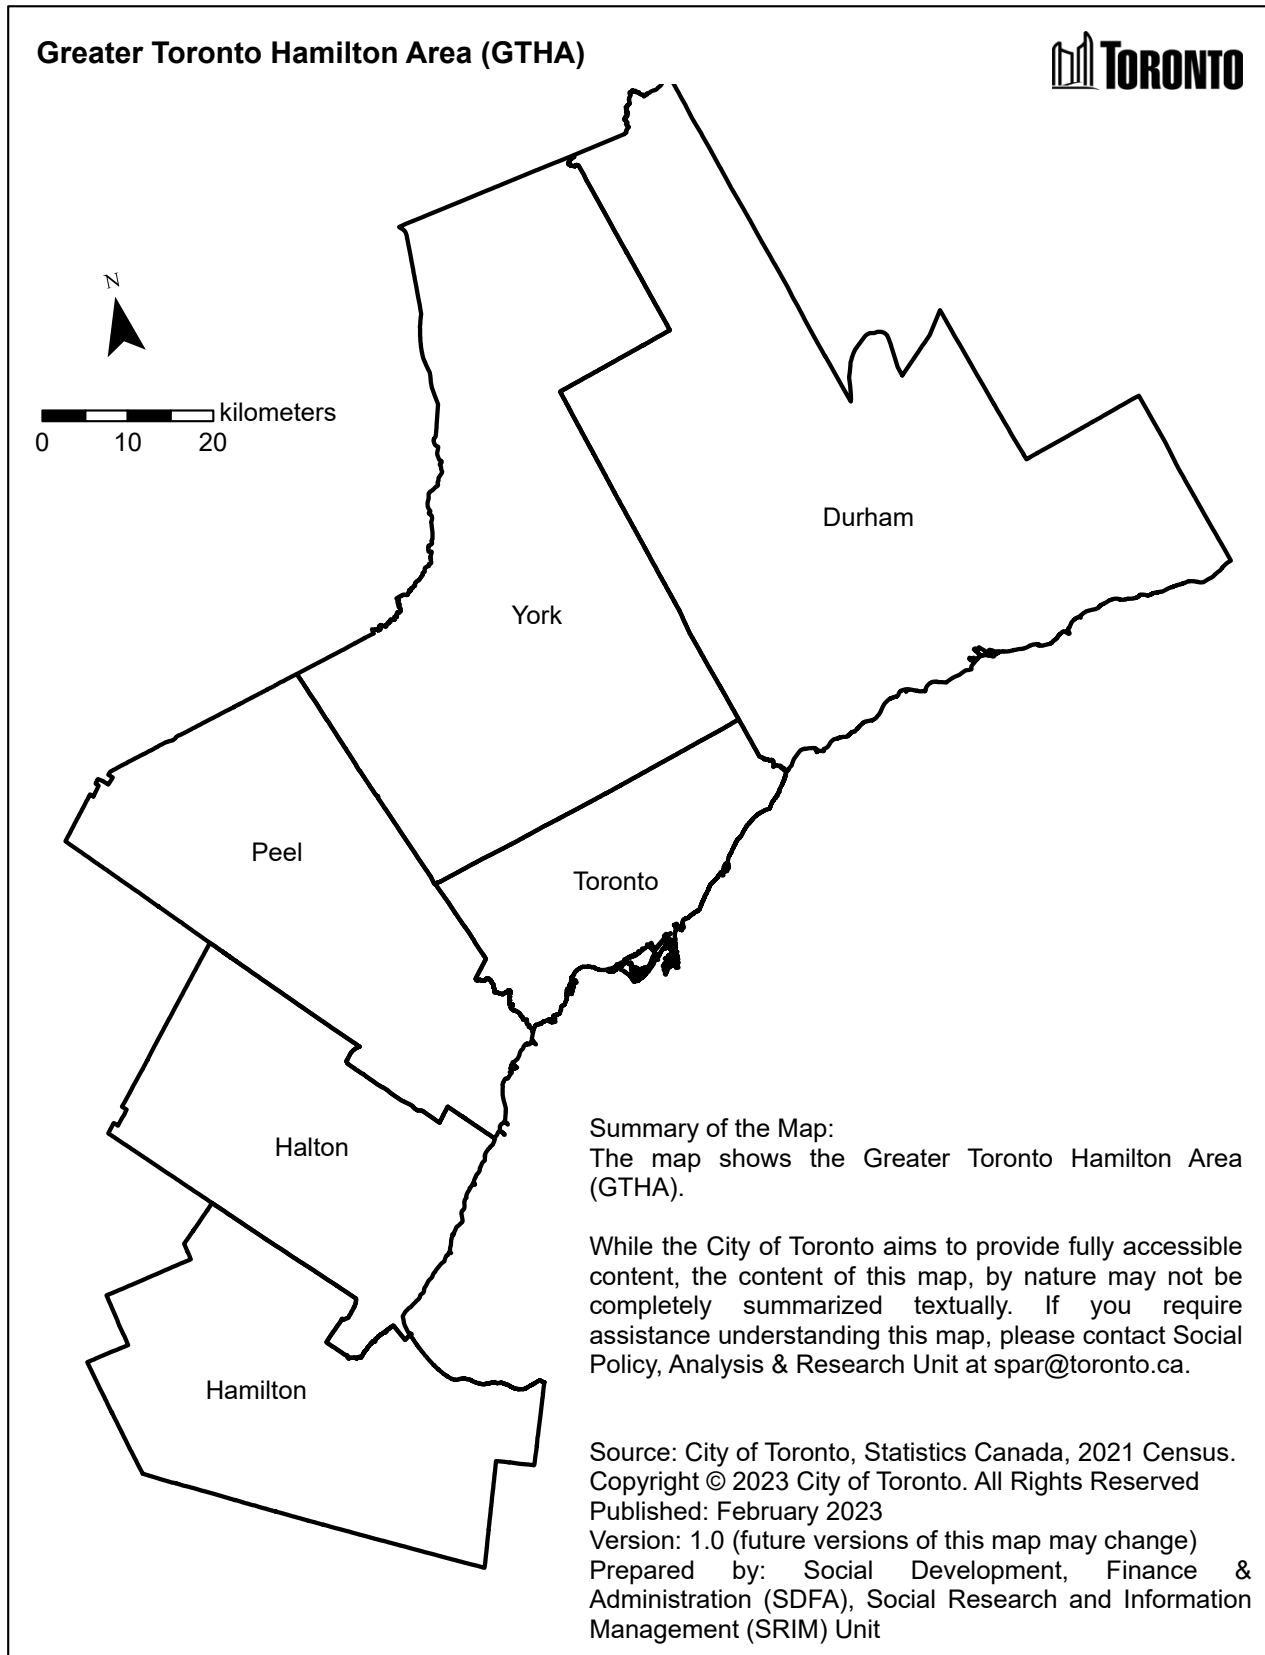 Greater Toronto Hamilton Area (GTHA)
TORONTO
N
kilometers
0 10 20
Durham
York
Peel
Toronto
Halton
Hamilton
Summary of the Map:
The map shows the Greater Toronto Hamilton Area
(GTHA).
While the City of Toronto aims to provide fully accessible
content, the content of this map, by nature may not be
completely summarized textually. If you require
assistance understanding this map, please contact Social
Policy, Analysis & Research Unit at spar@toronto.ca.
Source: City of Toronto, Statistics Canada, 2021 Census.
Copyright © 2023 City of Toronto. All Rights Reserved
Published: February 2023
Version: 1.0 (future versions of this map may change)
Prepared by: Social Development, Finance &
Administration (SDFA), Social Research and Information
Management (SRIM) Unit